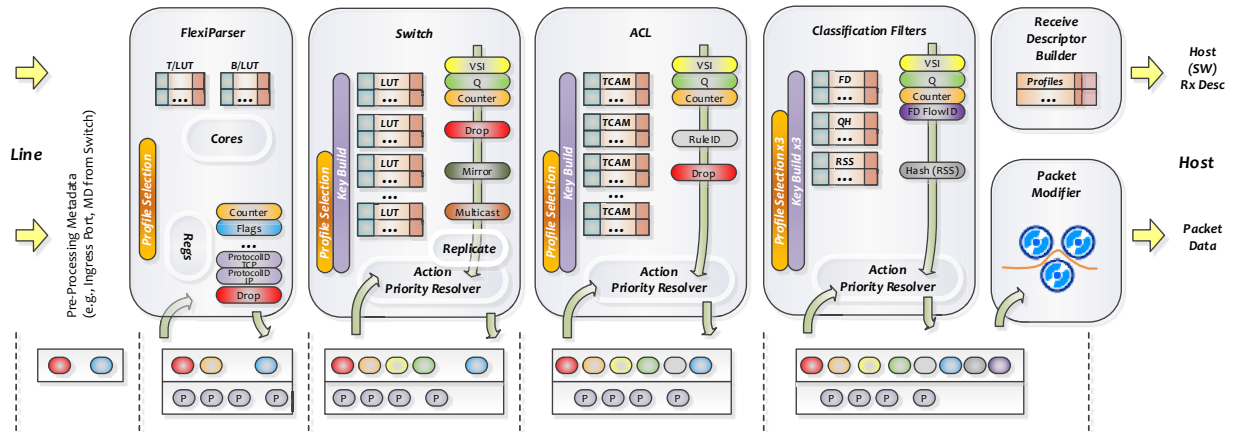 Line
Pre-Processing Metadata
(e.g., Ingress Port, MD from Switch)
FlexiParser
T/LUT
B/LUT
...
...
Cores
Profile Selection
Regs
Counter
Flags
...
ProtocolID
TCP
ProtocolID
IP
Drop
Switch
Profile Selection
Key Build
LUT
...
LUT
...
LUT
...
LUT
...
VSI
Q
Counter
Drop
Mirror
Multicast
Replicate
Action
Priority Resolver
ACL
Profile Selection
Key Build
TCAM
...
TCAM
...
TCAM
...
TCAM
...
VSI
Q
Counter
RuleID
Drop
Action
Priority Resolver
Classification Filters
Profile Selection x3
Key Build x3
FD
...
QH
...
RSS
...
VSI
Q
Counter
FD FlowID
Hash (RSS)
Action
Priority Resolver
Receive
Descriptor
Builder
Profiles
...
Packet
Modifier
Host
(SW)
Rx Desc
Host
Packet
Data
P P P P
P P P P
P P P P
P P P P